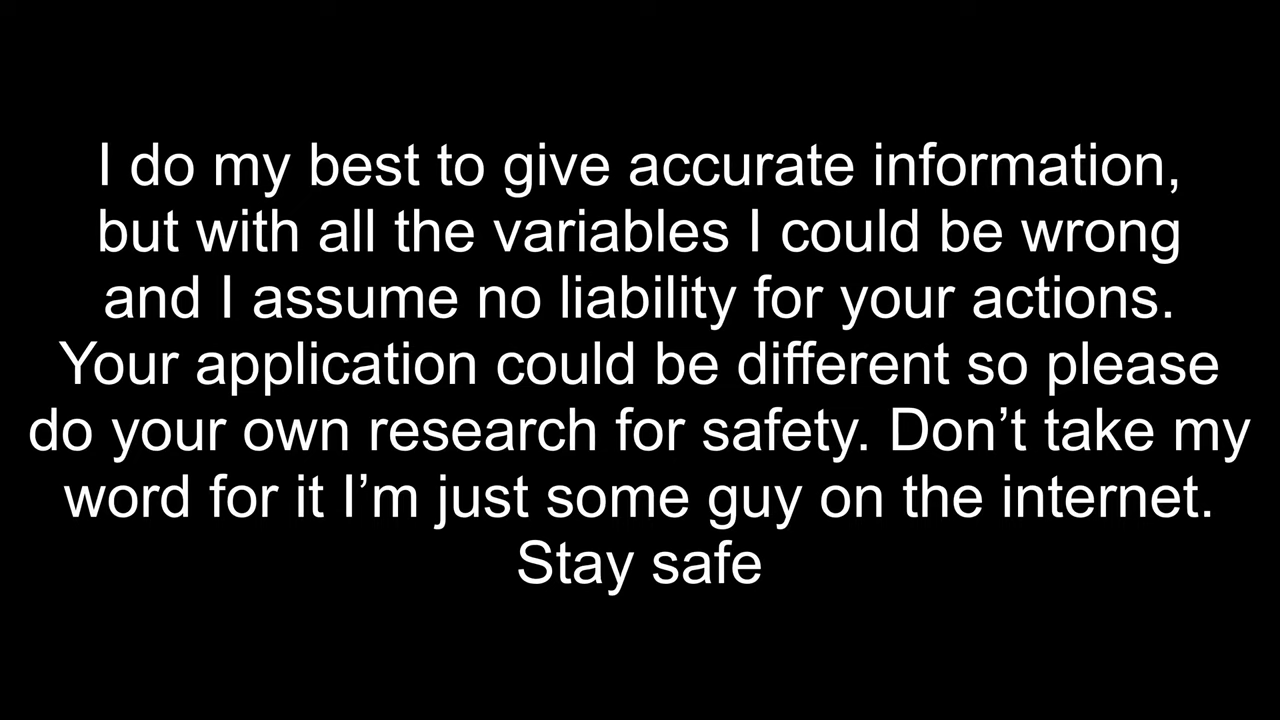 I do my best to give accurate information,
but with all the variables I could be wrong
and I assume no liability for your actions.
Your application could be different so please
do your own research for safety. Don’t take my
word for it I’m just some guy on the internet.
Stay safe